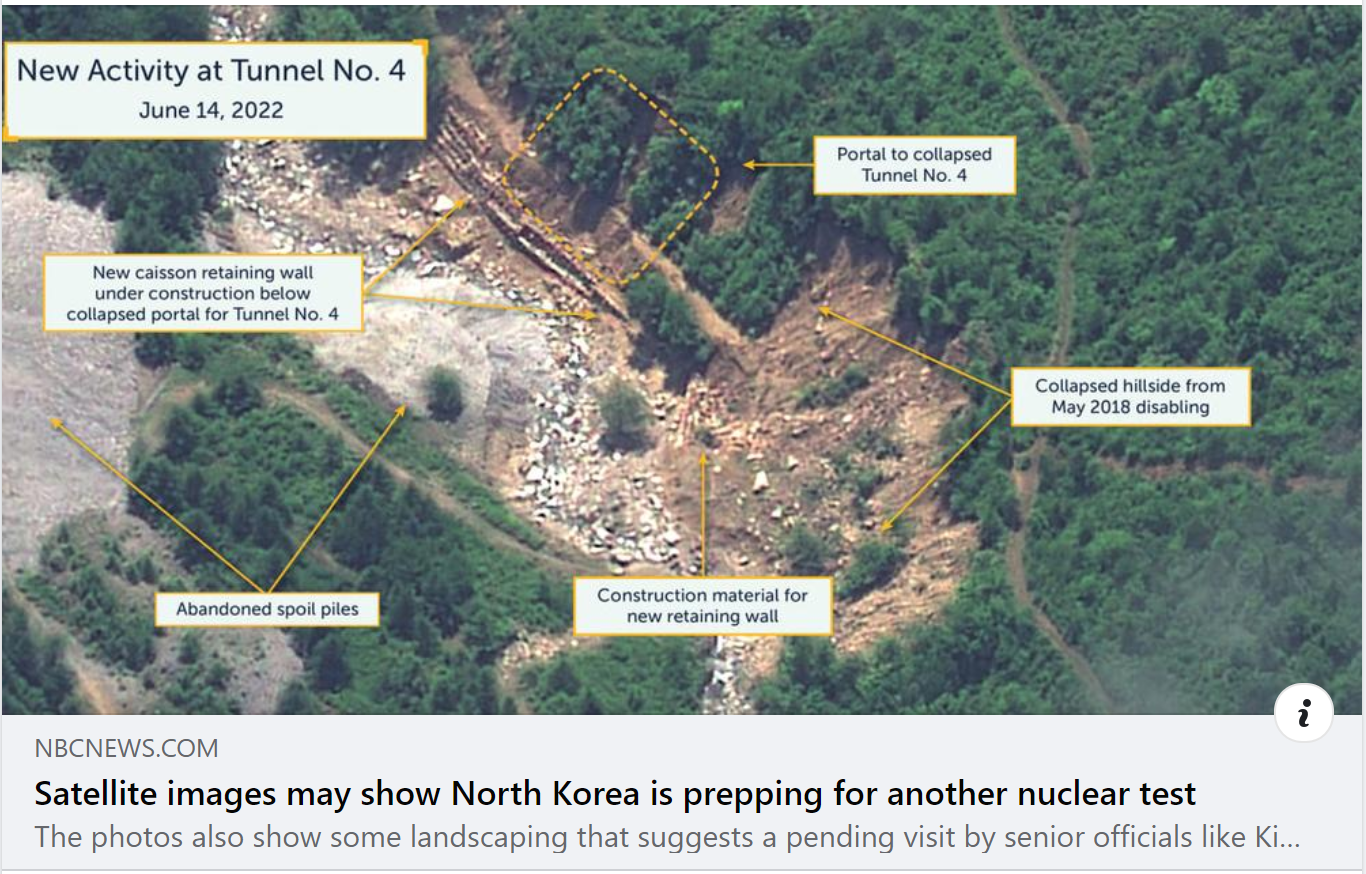 New Activity at Tunnel No. 4
June 14, 2022
Portal to collapsed
Tunnel No. 4
New caisson retaining wall
under construction below
collapsed portal for Tunnel No. 4
Collapsed hillside from
May 2018 disabling
Abandoned spoil piles
Construction material for
new retaining wall
i
NBCNEWS.COM
Satellite images may show North Korea is prepping for another nuclear test
The photos also show some landscaping that suggests a pending visit by senior officials like Ki...